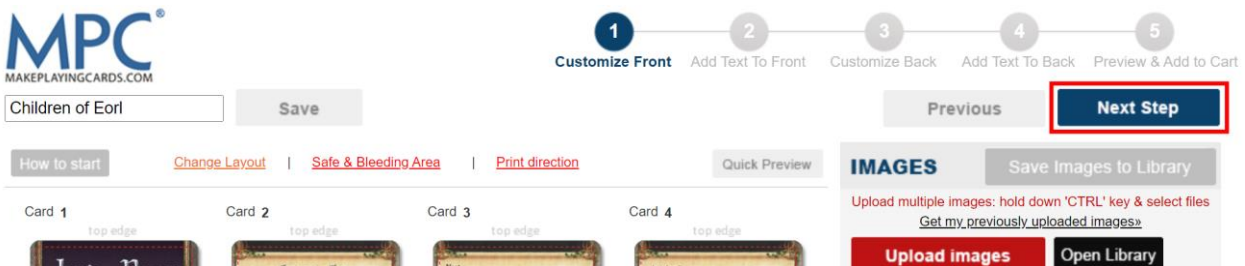 MPC®
MAKEPLAYINGCARDS.COM
1 2 3 4 5
Customize Front Add Text To Front Customize Back Add Text To Back Preview & Add to Cart
Children of Eorl Save Previous Next Step
How to start Change Layout | Safe & Bleeding Area | Print direction Quick Preview IMAGES Save Images to Library
Upload multiple images: hold down 'CTRL' key & select files
Get my previously uploaded images»
Upload images Open Library
Card 1 Card 2 Card 3 Card 4
top edge top edge top edge top edge